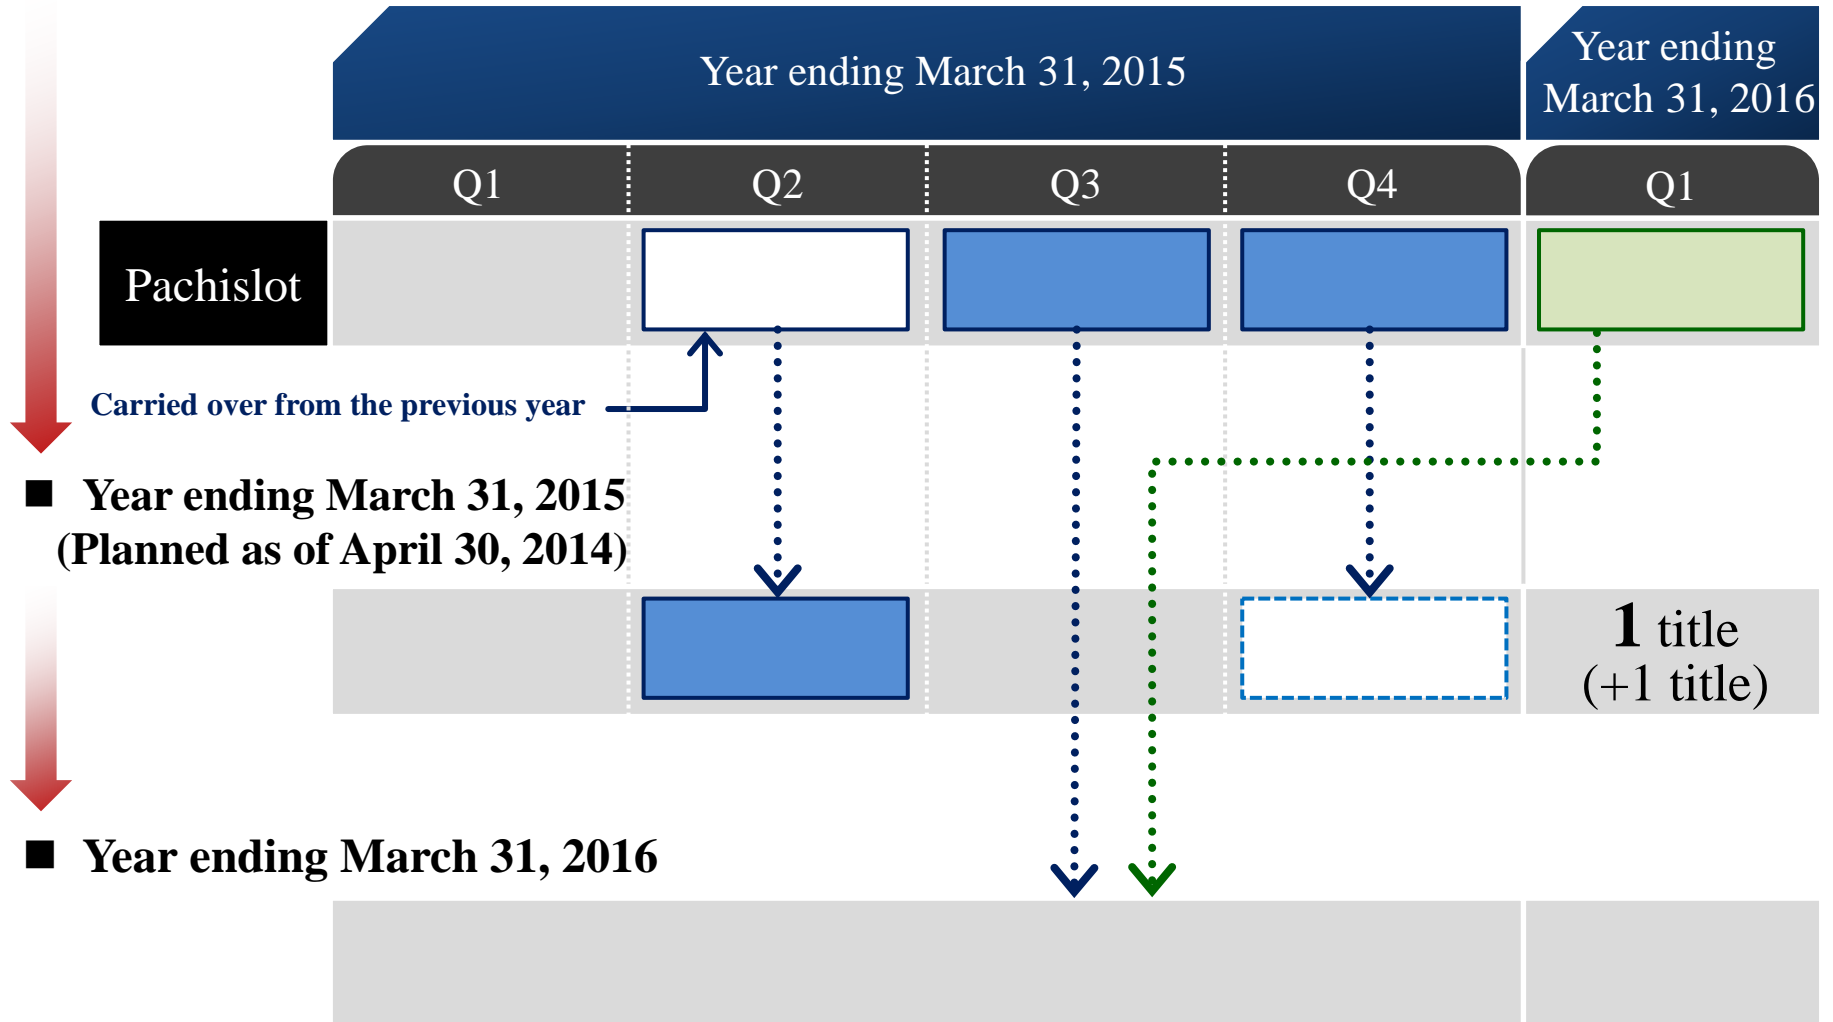 Year ending March 31, 2015
Year ending
March 31, 2016
Q1
Q2
Q3
Q4
Q1
Pachislot
Carried over from the previous year
■ Year ending March 31, 2015
(Planned as of April 30, 2014)
1 title
(+1 title)
■ Year ending March 31, 2016